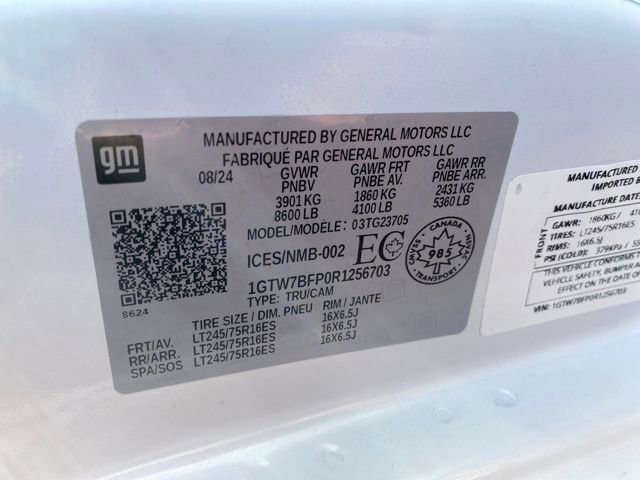 gm
MANUFACTURED BY GENERAL MOTORS LLC
FABRIQUÉ PAR GENERAL MOTORS LLC
08/24 GVWR GAWR FRT GAWR RR
PNBV PNBE AV. PNBE ARR.
3901 KG 1860 KG 2431 KG
8600 LB 4100 LB 5360 LB
MODEL/MODÈLE: 03TG23705
ICES/NMB-002 EC
CANADA
985
1GTW7BFP0R1256703
TYPE: TRU/CAM
8624
TIRE SIZE / DIM. PNEU RIM / JANTE
FRT/AV. LT245/75R16ES 16X6.5J
RR/ARR. LT245/75R16ES 16X6.5J
SPA/SOS LT245/75R16ES 16X6.5J
MANUFACTURED
IMPORTED B
MANUFACTURE DATE:
FRONT
GAWR: 1860KG/ 41
TIRES: LT245/75R16ES
RIMS: 16X6.5J
PSI (COLD): 379KPA/ 55
THIS VEHICLE CONFORMS
VEHICLE SAFETY, BUMPER A
EFFECT ON THE DATE OF
VIN: 1GTW7BFP0R1256703